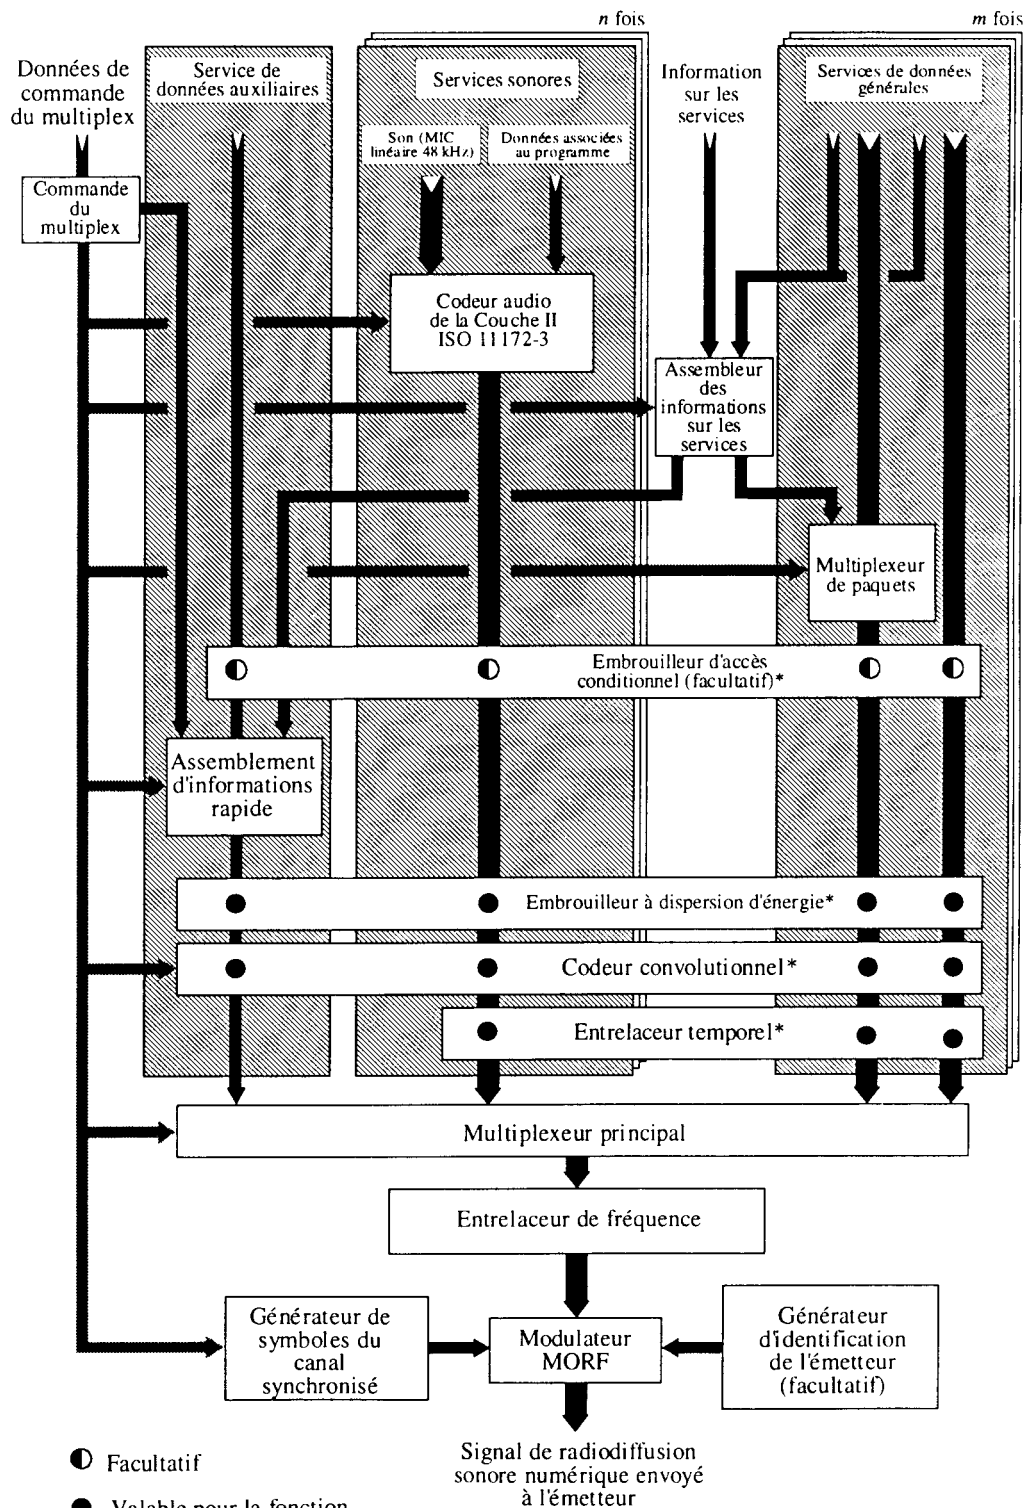 n fois
m fois
Données de
commande
du multiplex
Service de
données auxiliaires
Services sonores
Information
sur les
services
Services de données
générales
Son (MIC
linéaire 48 kHz)
Données associées
au programme
Commande
du
multiplex
Codeur audio
de la Couche II
ISO 11172-3
Assembleur
des
informations
sur les
services
Multiplexeur
de paquets
Embrouilleur d'accès
conditionnel (facultatif)*
Assemblement
d'informations
rapide
Embrouilleur à dispersion d'énergie*
Codeur convolutionnel*
Entrelaceur temporel*
Multiplexeur principal
Entrelaceur de fréquence
Générateur de
symboles du
canal
synchronisé
Modulateur
MORF
Générateur
d'identification
de l'émetteur
(facultatif)
Signal de radiodiffusion
sonore numérique envoyé
à l'émetteur
Facultatif
Valable pour la fonction